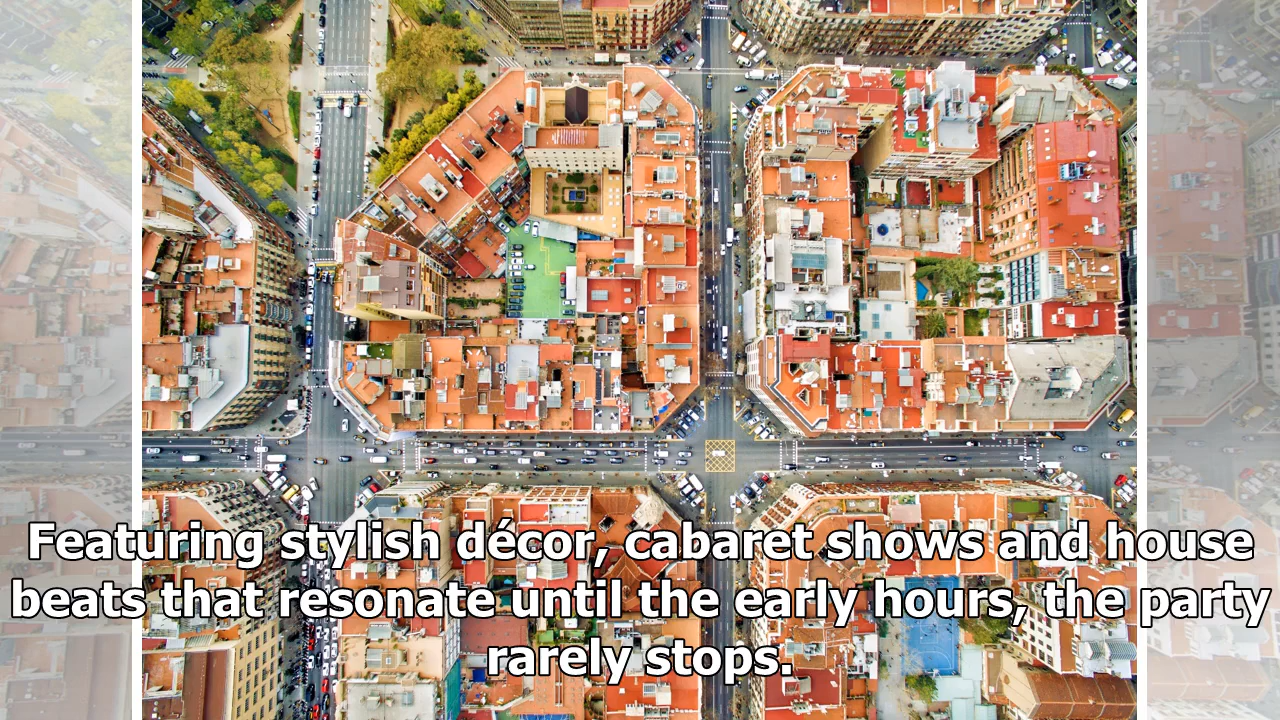 Featuring stylish décor, cabaret shows and house
beats that resonate until the early hours, the party
rarely stops.